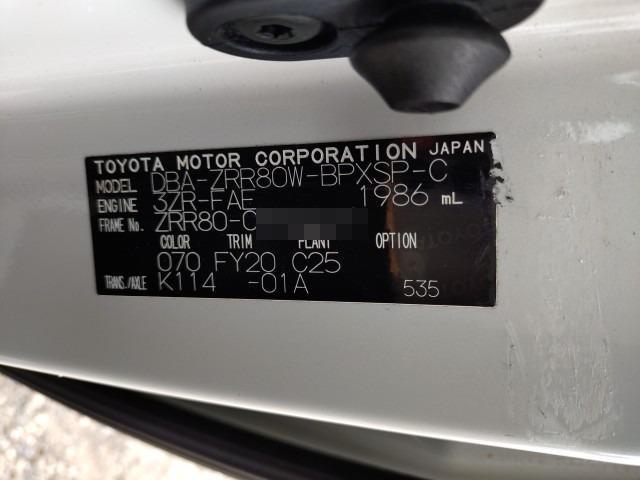 TOYOTA MOTOR CORPORATION JAPAN
MODEL DBA-ZRR80W-BPXSP-C
ENGINE 3ZR-FAE 1986 mL
FRAME No. ZRR80-0
COLOR TRIM PLANT OPTION
070 FY20 C25
TRANS./AXLE K114 -01A 535